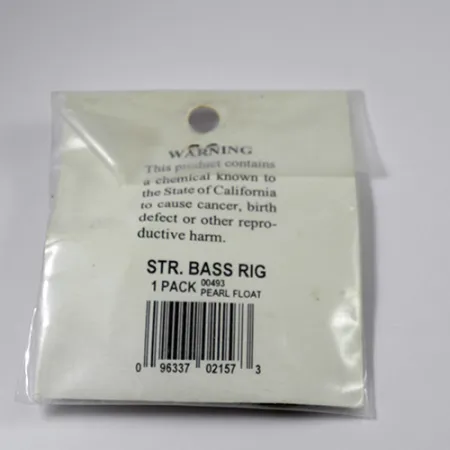 WARNING
This product contains
a chemical known to
the State of California
to cause cancer, birth
defect or other repro-
ductive harm.
STR. BASS RIG
1 PACK 00493 PEARL FLOAT
0 96337 02157 3